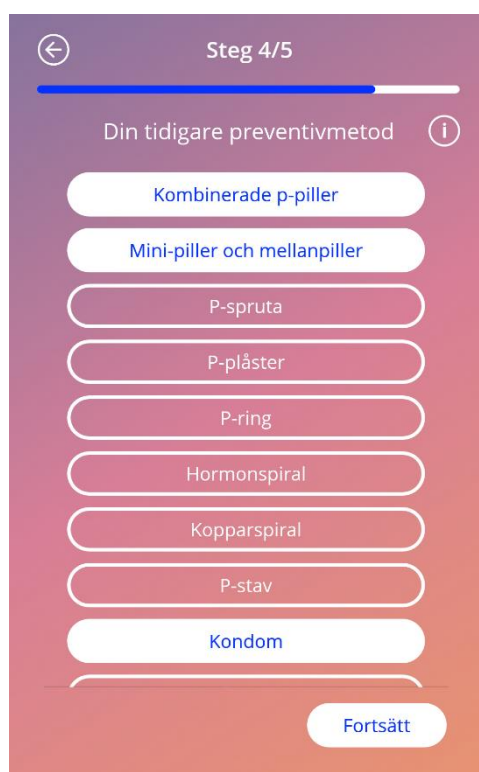 Steg 4/5
Din tidigare preventivmetod
Kombinerade p-piller
Mini-piller och mellanpiller
P-spruta
P-plåster
P-ring
Hormonspiral
Kopparspiral
P-stav
Kondom
Fortsätt